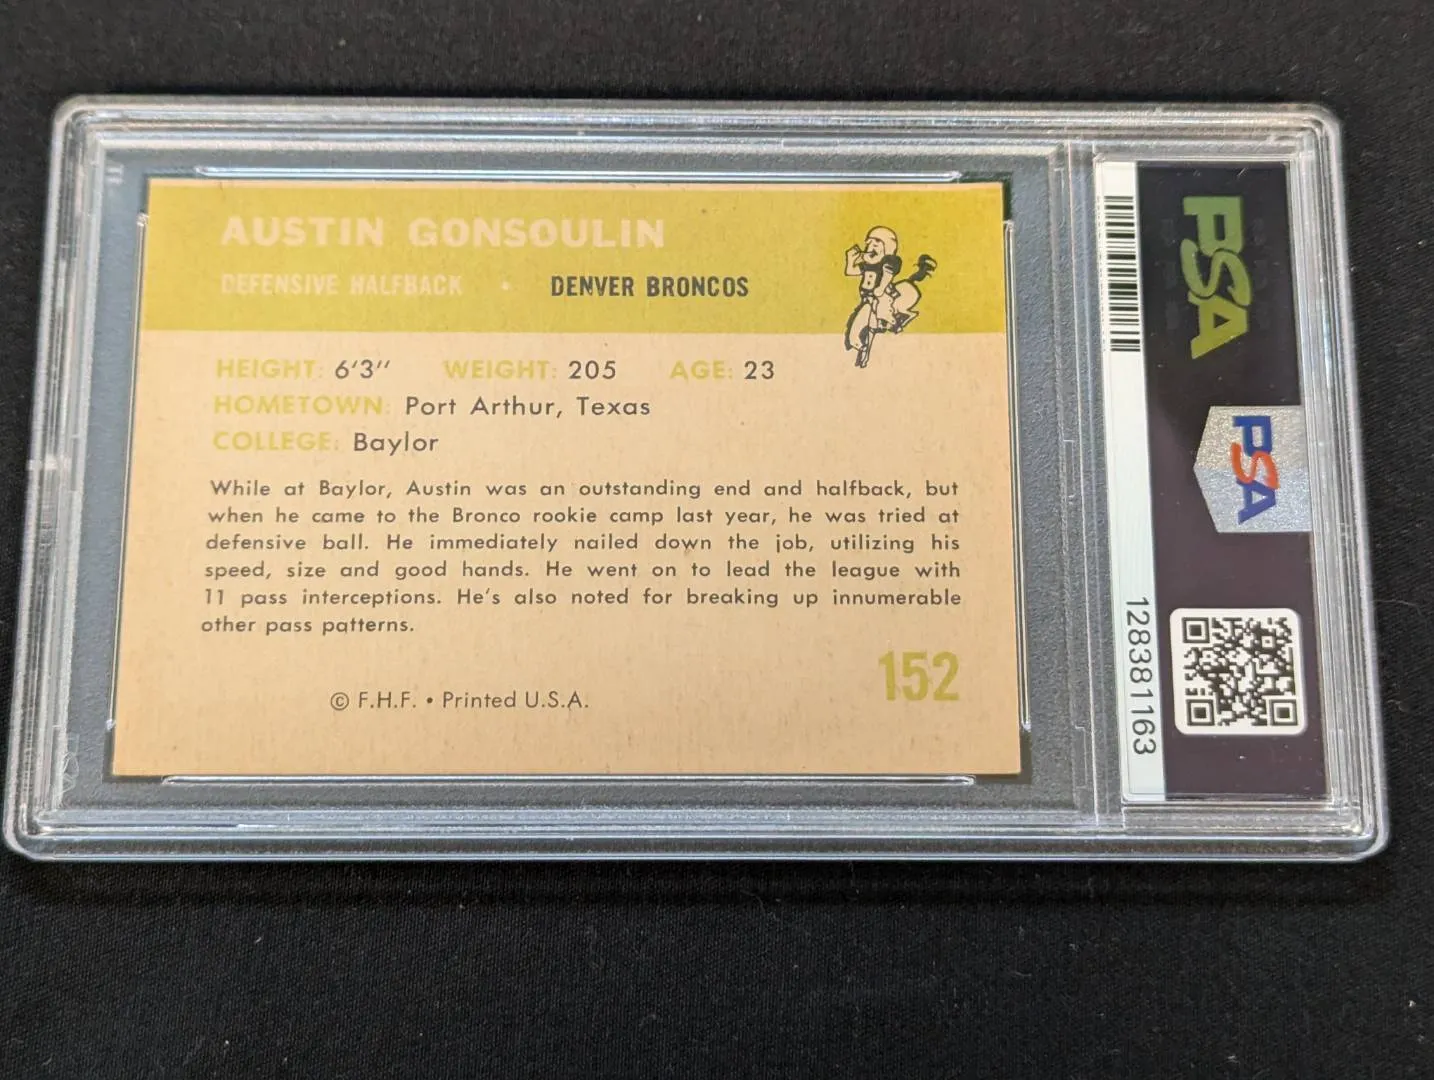 AUSTIN GONSOULIN
DEFENSIVE HALFBACK • DENVER BRONCOS
HEIGHT: 6'3" WEIGHT: 205 AGE: 23
HOMETOWN: Port Arthur, Texas
COLLEGE: Baylor
While at Baylor, Austin was an outstanding end and halfback, but
when he came to the Bronco rookie camp last year, he was tried at
defensive ball. He immediately nailed down the job, utilizing his
speed, size and good hands. He went on to lead the league with
11 pass interceptions. He's also noted for breaking up innumerable
other pass patterns.
152
© F.H.F. • Printed U.S.A.
PSA
PSA
128381163